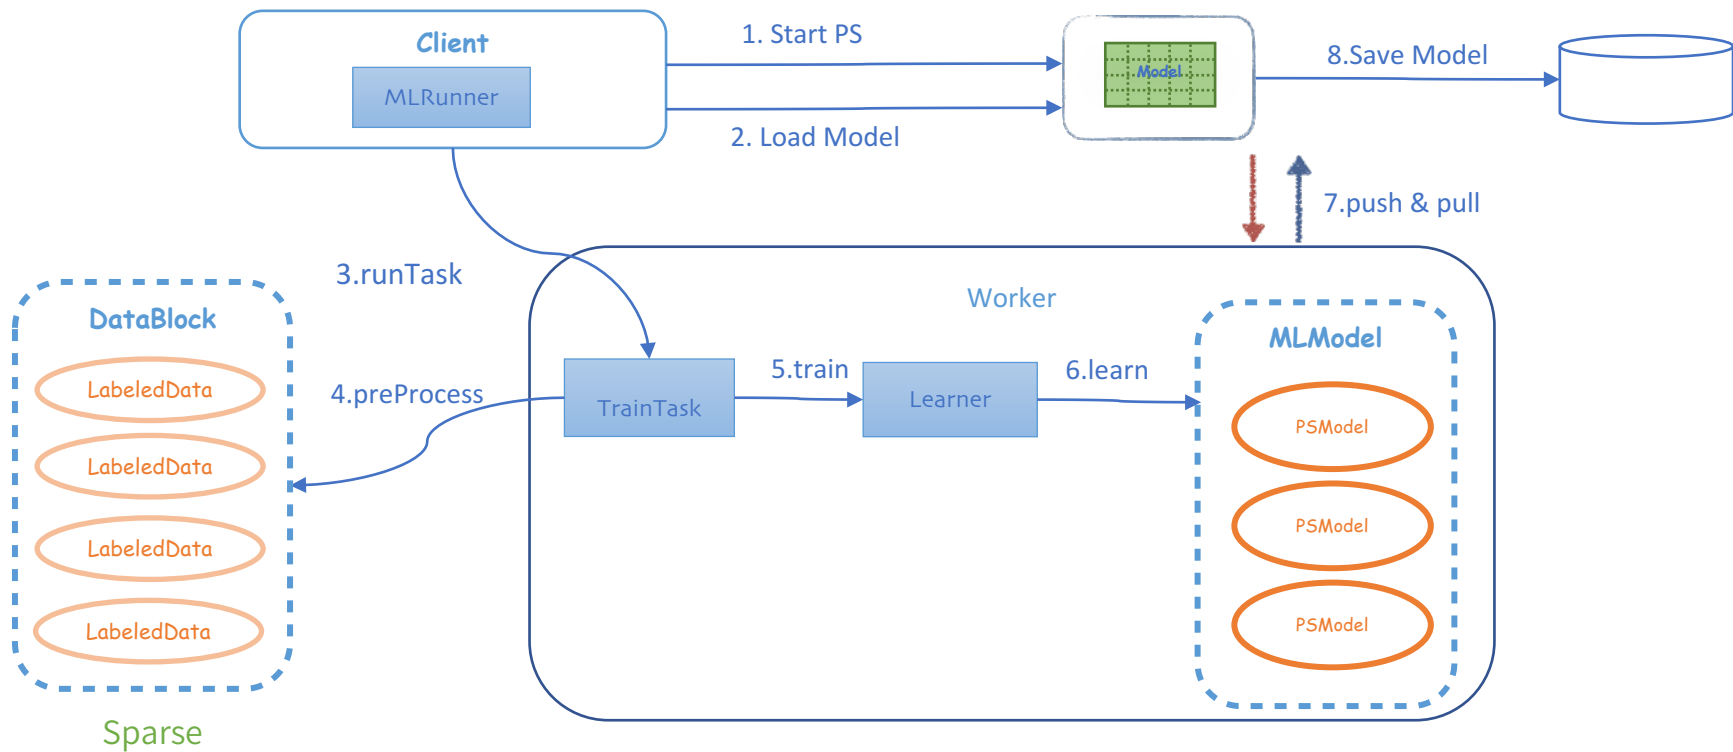 Client
MLRunner
1. Start PS
2. Load Model
Model
8.Save Model
7.push & pull
3.runTask
Worker
DataBlock
LabeledData
LabeledData
LabeledData
LabeledData
Sparse
4.preProcess
TrainTask
5.train
Learner
6.learn
MLModel
PSModel
PSModel
PSModel